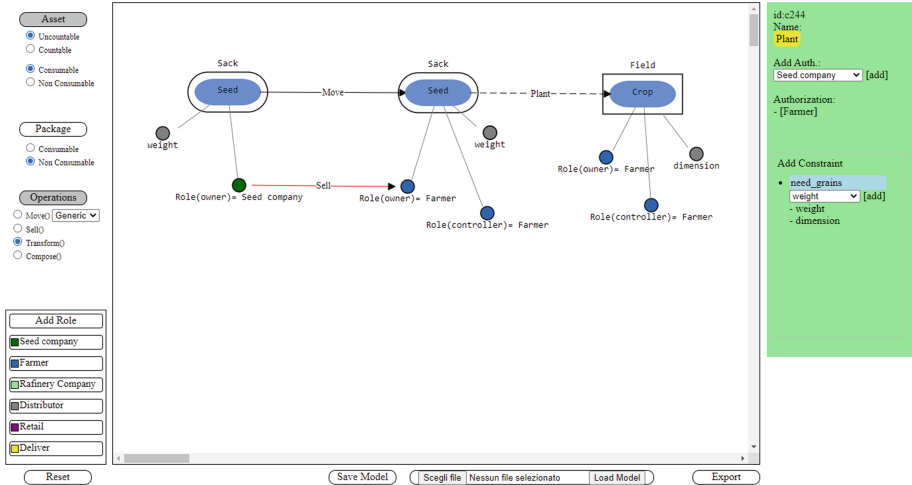 Asset
Uncountable
Countable
Consumable
Non Consumable
Package
Consumable
Non Consumable
Operations
Move() Generic
Sell()
Transform()
Compose()
Add Role
Seed company
Farmer
Rafinery Company
Distributor
Retail
Deliver
Reset
Sack
Seed
weight
Role(owner)= Seed company
Move
Sell
Sack
Seed
weight
Role(owner)= Farmer
Role(controller)= Farmer
Plant
Field
Crop
Role(owner)= Farmer
dimension
Role(controller)= Farmer
Save Model
Scegli file Nessun file selezionato Load Model
Export
id:c244
Name:
Plant
Add Auth.:
Seed company [add]
Authorization:
- [Farmer]
Add Constraint
need_grains
weight [add]
- weight
- dimension